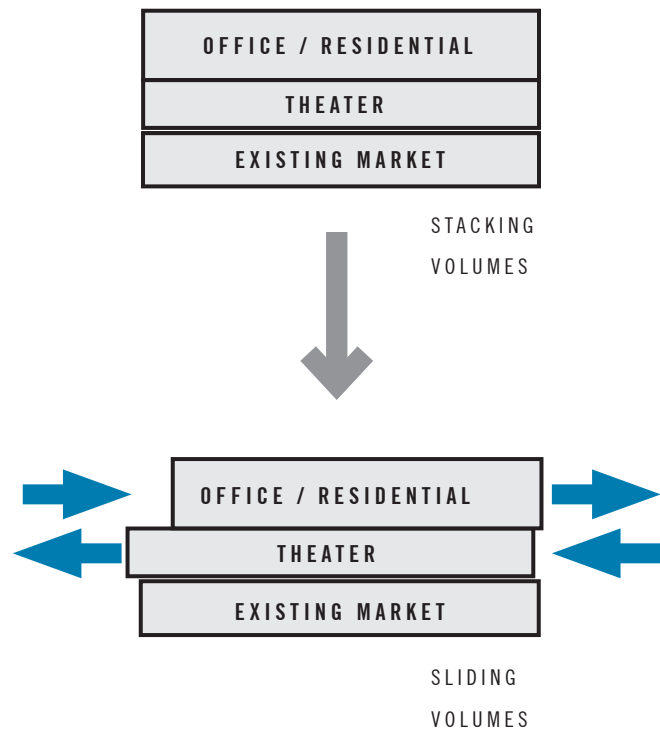 OFFICE / RESIDENTIAL
THEATER
EXISTING MARKET
STACKING
VOLUMES
OFFICE / RESIDENTIAL
THEATER
EXISTING MARKET
SLIDING
VOLUMES